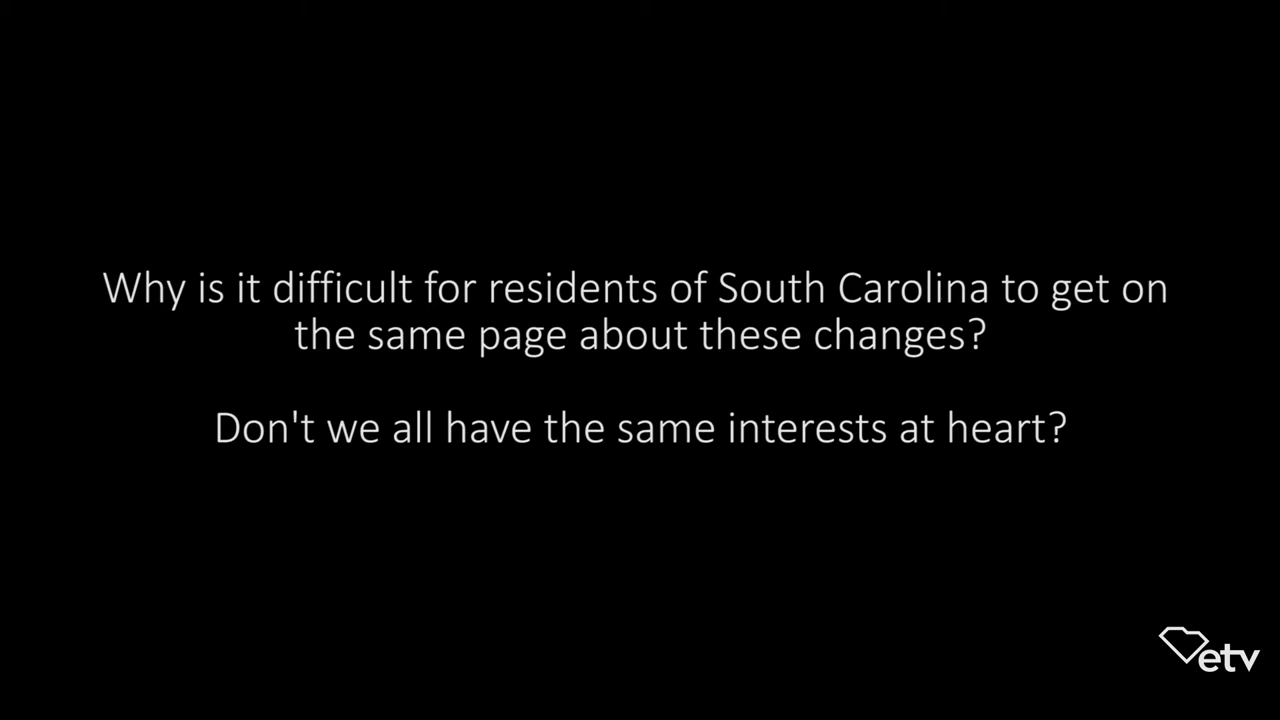 Why is it difficult for residents of South Carolina to get on
the same page about these changes?
Don't we all have the same interests at heart?
etv